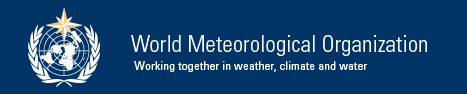 World Meteorological Organization
Working together in weather, climate and water